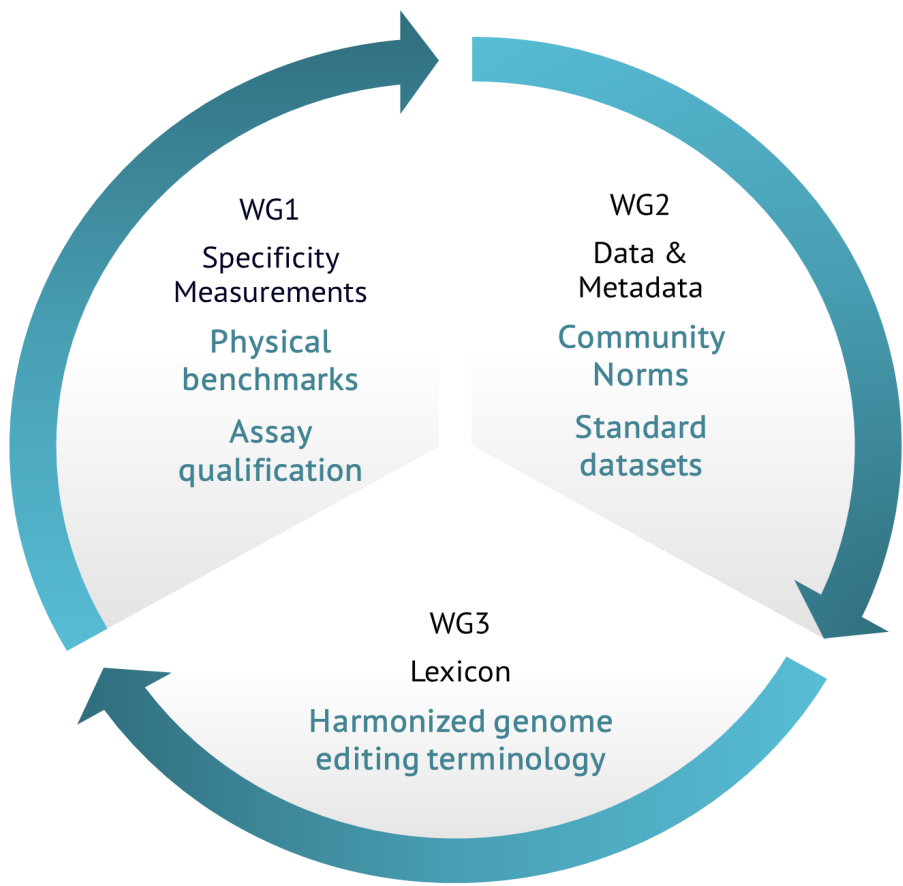 WG1
Specificity
Measurements
Physical
benchmarks
Assay
qualification
WG2
Data &
Metadata
Community
Norms
Standard
datasets
WG3
Lexicon
Harmonized genome
editing terminology